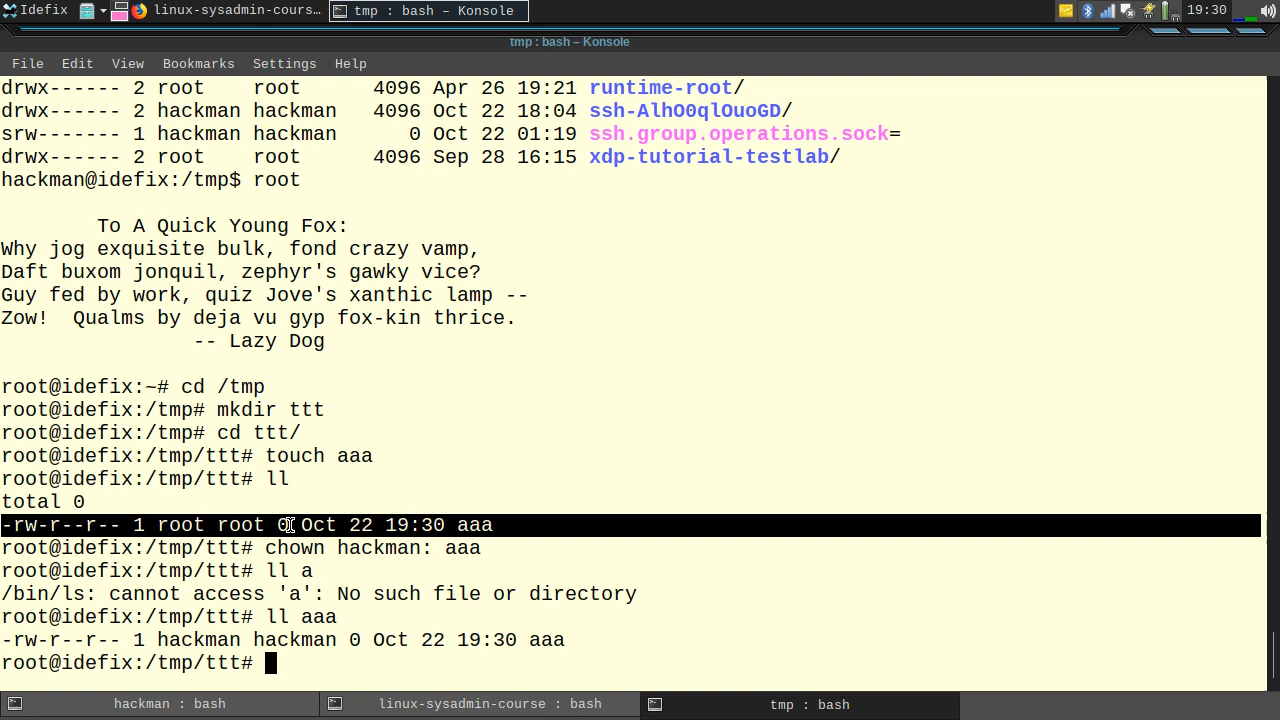 Idefix linux-sysadmin-cours… tmp : bash – Konsole 19:30
tmp : bash – Konsole
File Edit View Bookmarks Settings Help
drwx------ 2 root    root       4096 Apr 26 19:21 runtime-root/
drwx------ 2 hackman hackman   4096 Oct 22 18:04 ssh-AlhO0qlOuoGD/
srw------- 1 hackman hackman      0 Oct 22 01:19 ssh.group.operations.sock=
drwx------ 2 root    root       4096 Sep 28 16:15 xdp-tutorial-testlab/
hackman@idefix:/tmp$ root
        To A Quick Young Fox:
Why jog exquisite bulk, fond crazy vamp,
Daft buxom jonquil, zephyr's gawky vice?
Guy fed by work, quiz Jove's xanthic lamp --
Zow!  Qualms by deja vu gyp fox-kin thrice.
                -- Lazy Dog
root@idefix:~# cd /tmp
root@idefix:/tmp# mkdir ttt
root@idefix:/tmp# cd ttt/
root@idefix:/tmp/ttt# touch aaa
root@idefix:/tmp/ttt# ll
total 0
-rw-r--r-- 1 root root 0 Oct 22 19:30 aaa
root@idefix:/tmp/ttt# chown hackman: aaa
root@idefix:/tmp/ttt# ll a
/bin/ls: cannot access 'a': No such file or directory
root@idefix:/tmp/ttt# ll aaa
-rw-r--r-- 1 hackman hackman 0 Oct 22 19:30 aaa
root@idefix:/tmp/ttt#
hackman : bash linux-sysadmin-course : bash tmp : bash